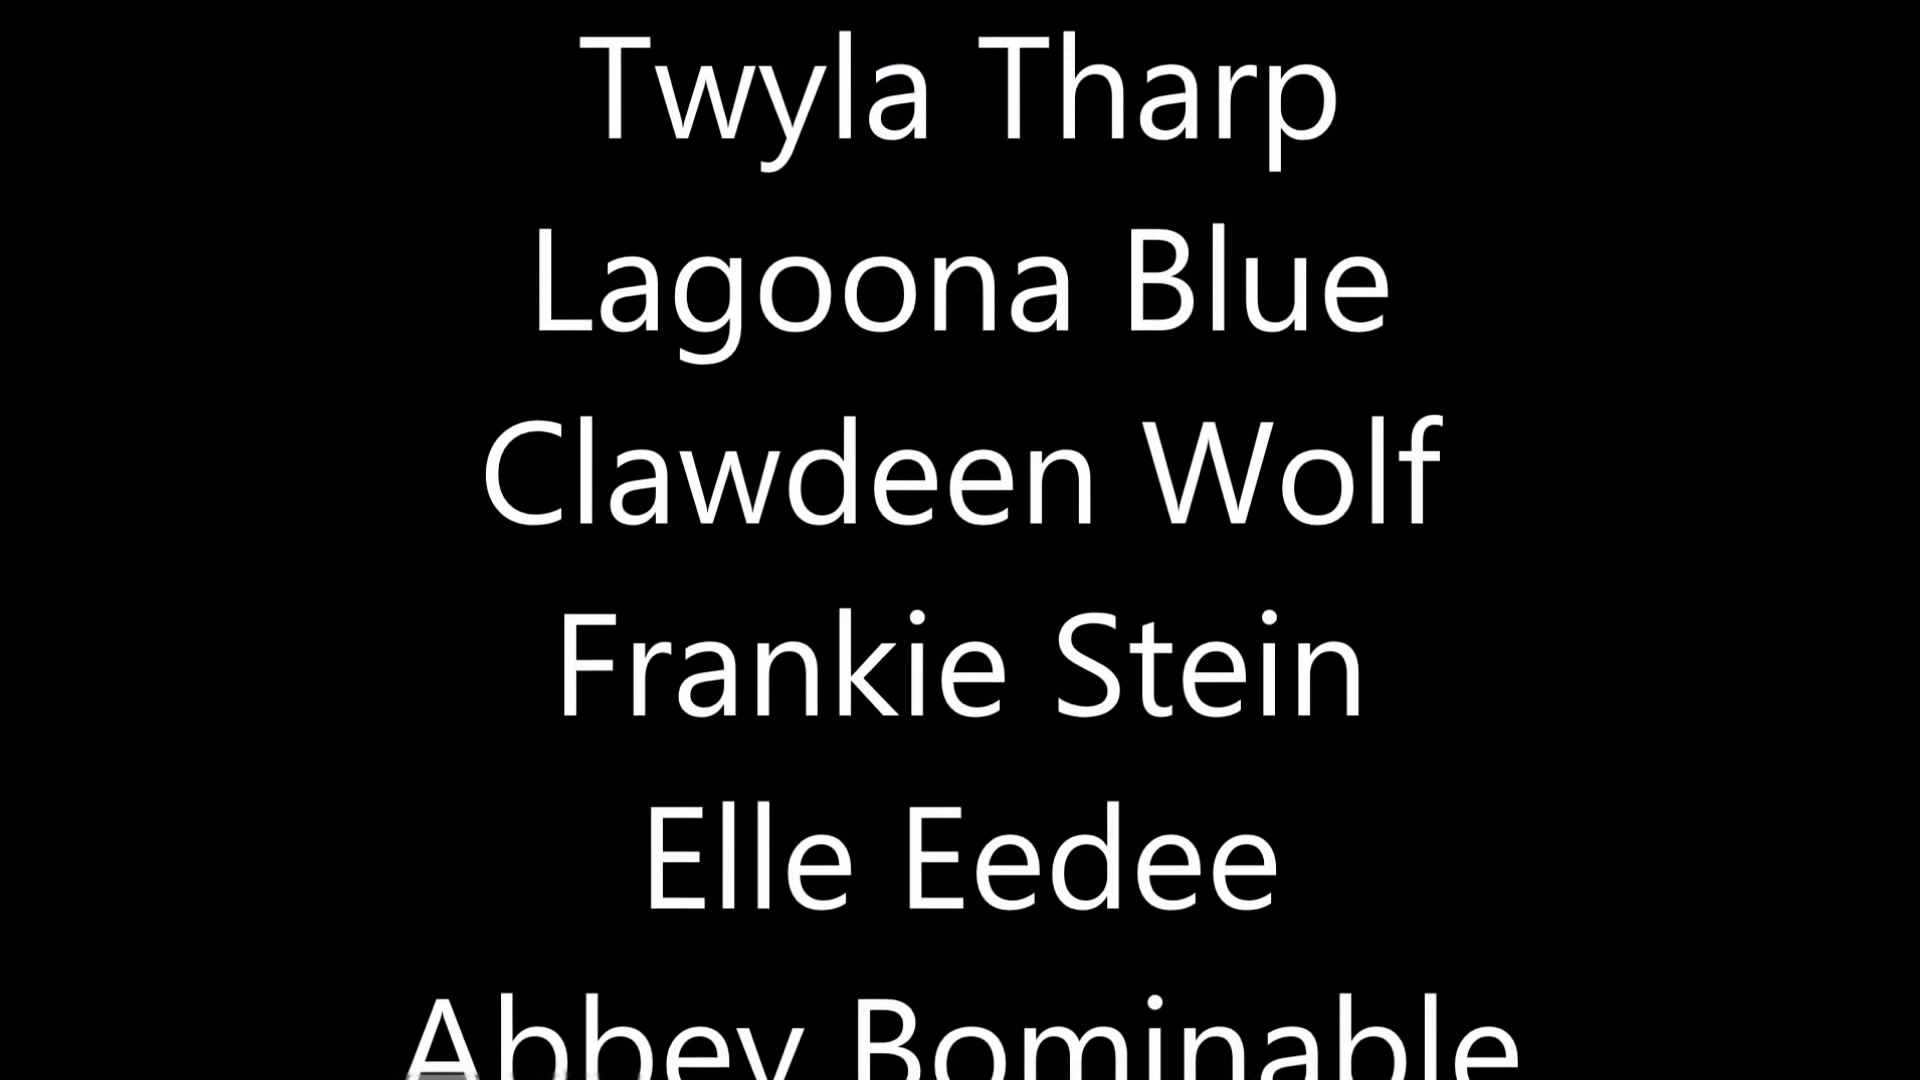 Twyla Tharp
Lagoona Blue
Clawdeen Wolf
Frankie Stein
Elle Eedee
Abbey Bominable